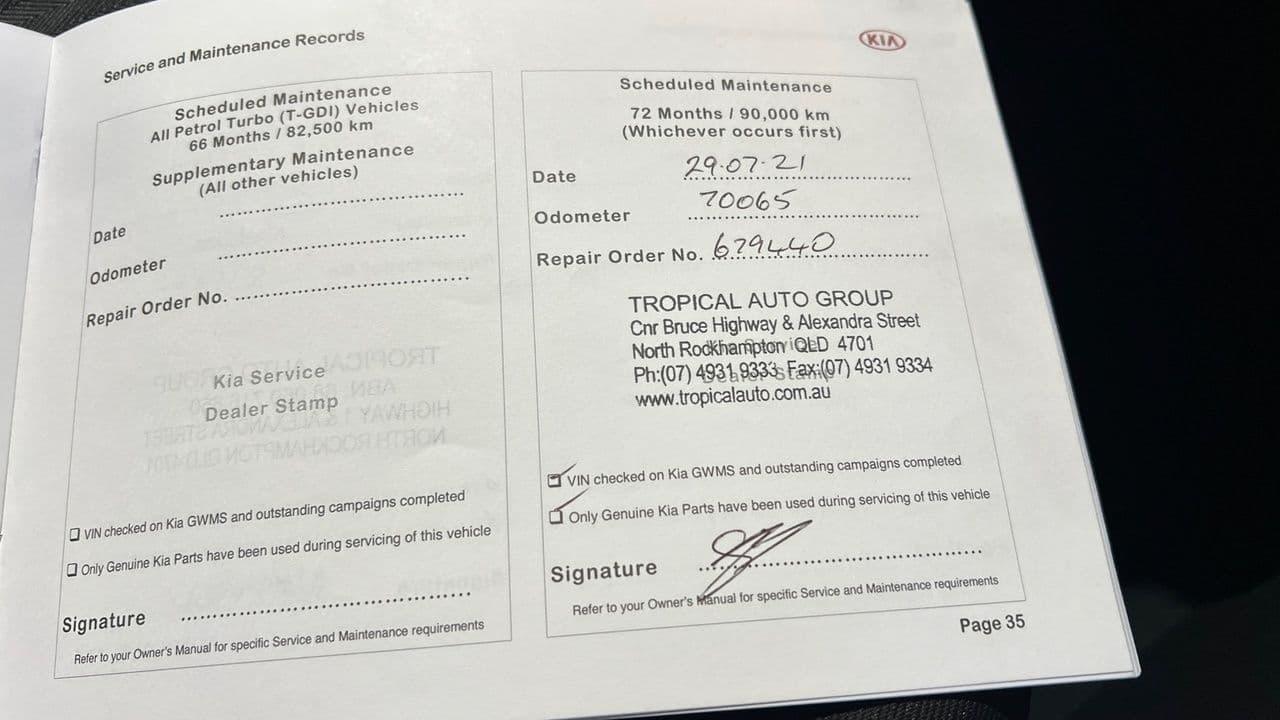 Service and Maintenance Records
KIA
Scheduled Maintenance
All Petrol Turbo (T-GDI) Vehicles
66 Months / 82,500 km
Supplementary Maintenance
(All other vehicles)
Date
Odometer
Repair Order No.
Kia Service
Dealer Stamp
VIN checked on Kia GWMS and outstanding campaigns completed
Only Genuine Kia Parts have been used during servicing of this vehicle
Signature
Refer to your Owner's Manual for specific Service and Maintenance requirements
Scheduled Maintenance
72 Months / 90,000 km
(Whichever occurs first)
Date 29.07.21
Odometer 70065
Repair Order No. 679440
TROPICAL AUTO GROUP
Cnr Bruce Highway & Alexandra Street
North Rockhampton QLD 4701
Ph:(07) 4931 9333 Fax:(07) 4931 9334
www.tropicalauto.com.au
VIN checked on Kia GWMS and outstanding campaigns completed
Only Genuine Kia Parts have been used during servicing of this vehicle
Signature
Refer to your Owner's Manual for specific Service and Maintenance requirements
Page 35